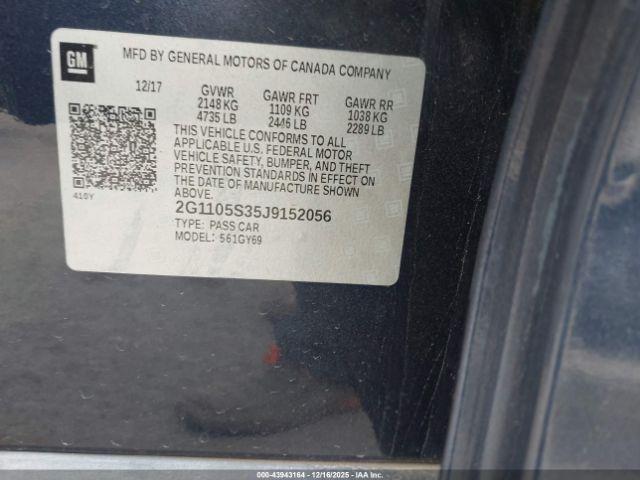 GM
MFD BY GENERAL MOTORS OF CANADA COMPANY
12/17 GVWR GAWR FRT GAWR RR
2148 KG 1109 KG 1038 KG
4735 LB 2446 LB 2289 LB
THIS VEHICLE CONFORMS TO ALL
APPLICABLE U.S. FEDERAL MOTOR
VEHICLE SAFETY, BUMPER, AND THEFT
PREVENTION STANDARDS IN EFFECT ON
THE DATE OF MANUFACTURE SHOWN
ABOVE.
410Y
2G1105S35J9152056
TYPE: PASS CAR
MODEL: 561GY69
000-43943164 | 12/16/2025 | IAAI.COM